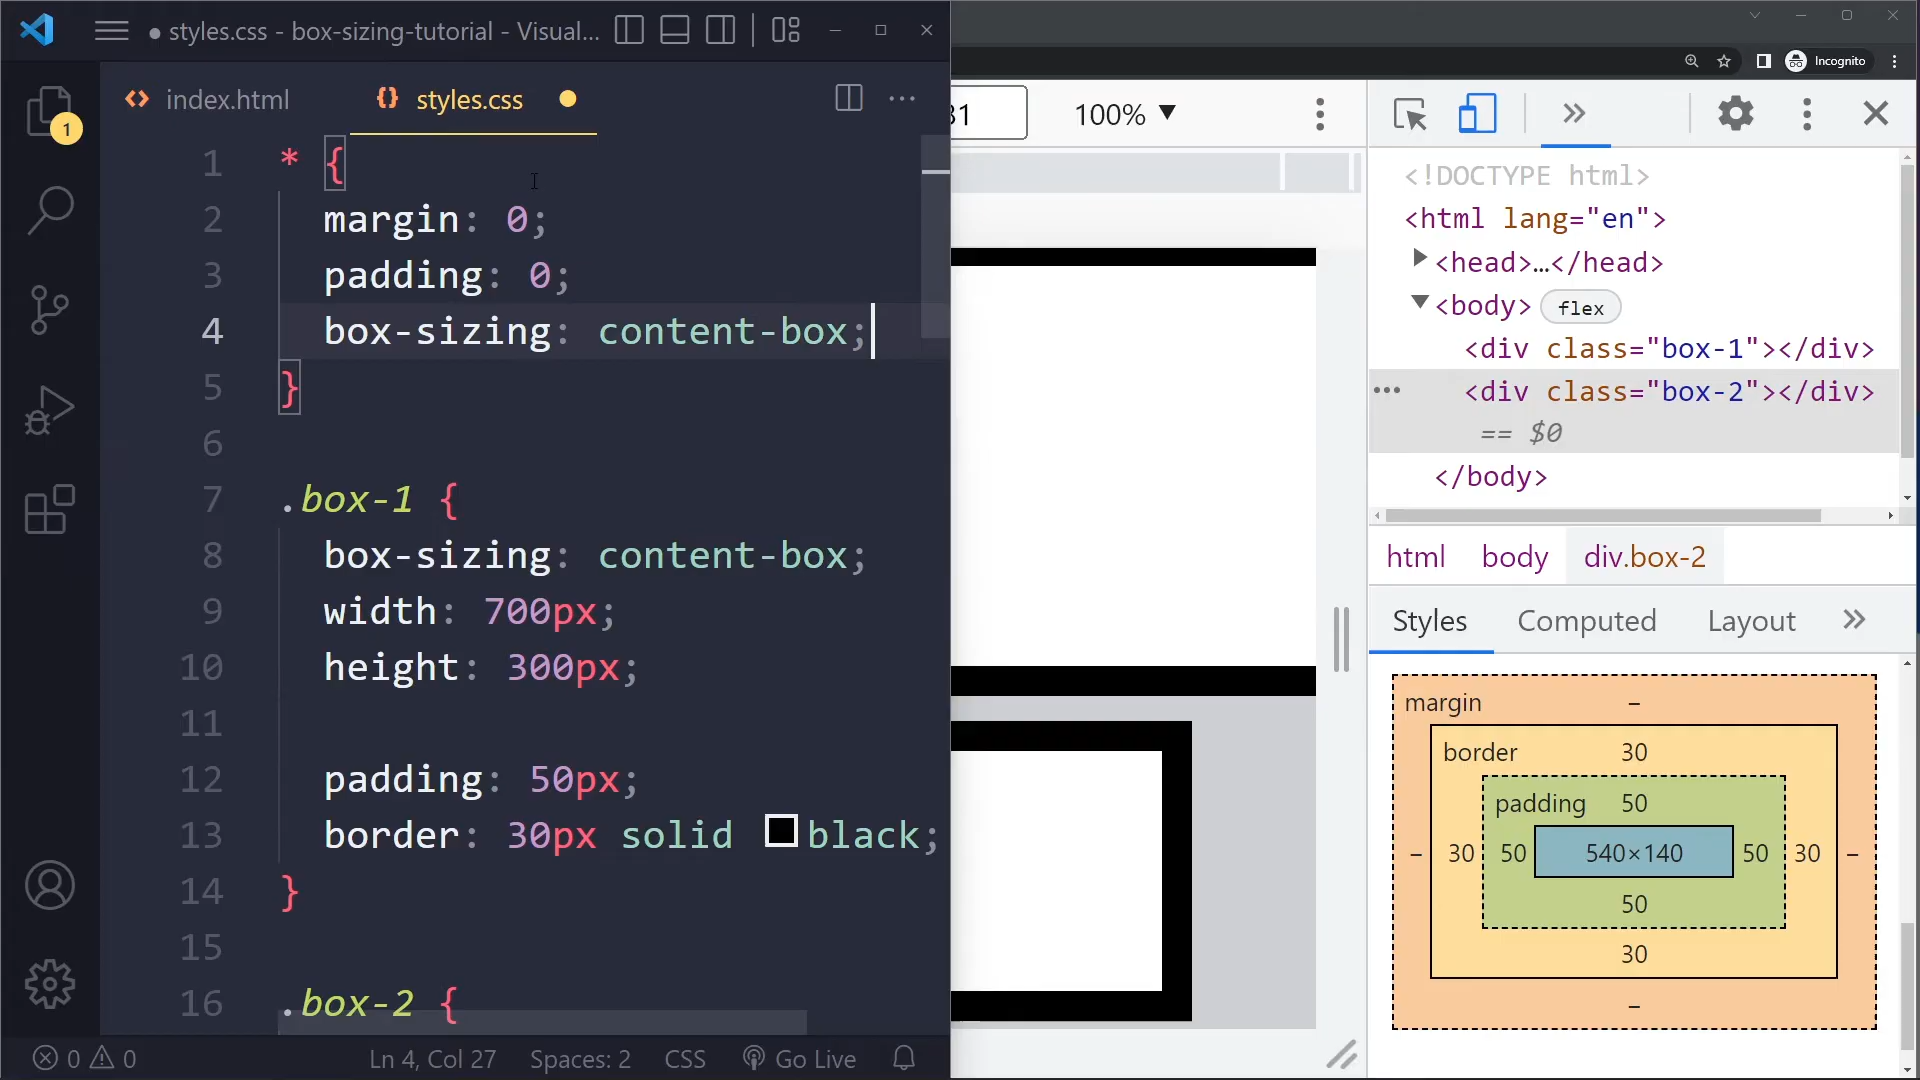 ● styles.css - box-sizing-tutorial - Visual...
Incognito
index.html
{} styles.css ●
1
31
100% ▼
1 * {
2 margin: 0;
3 padding: 0;
4 box-sizing: content-box;
5 }
6
7 .box-1 {
8 box-sizing: content-box;
9 width: 700px;
10 height: 300px;
11
12 padding: 50px;
13 border: 30px solid black;
14 }
15
16 .box-2 {
0 0
Ln 4, Col 27
Spaces: 2
CSS
Go Live
<!DOCTYPE html>
<html lang="en">
<head>…</head>
<body> flex
<div class="box-1"></div>
<div class="box-2"></div>
== $0
</body>
html body div.box-2
Styles Computed Layout
margin –
border 30
padding 50
– 30 50 540×140 50 30 –
50
30
–